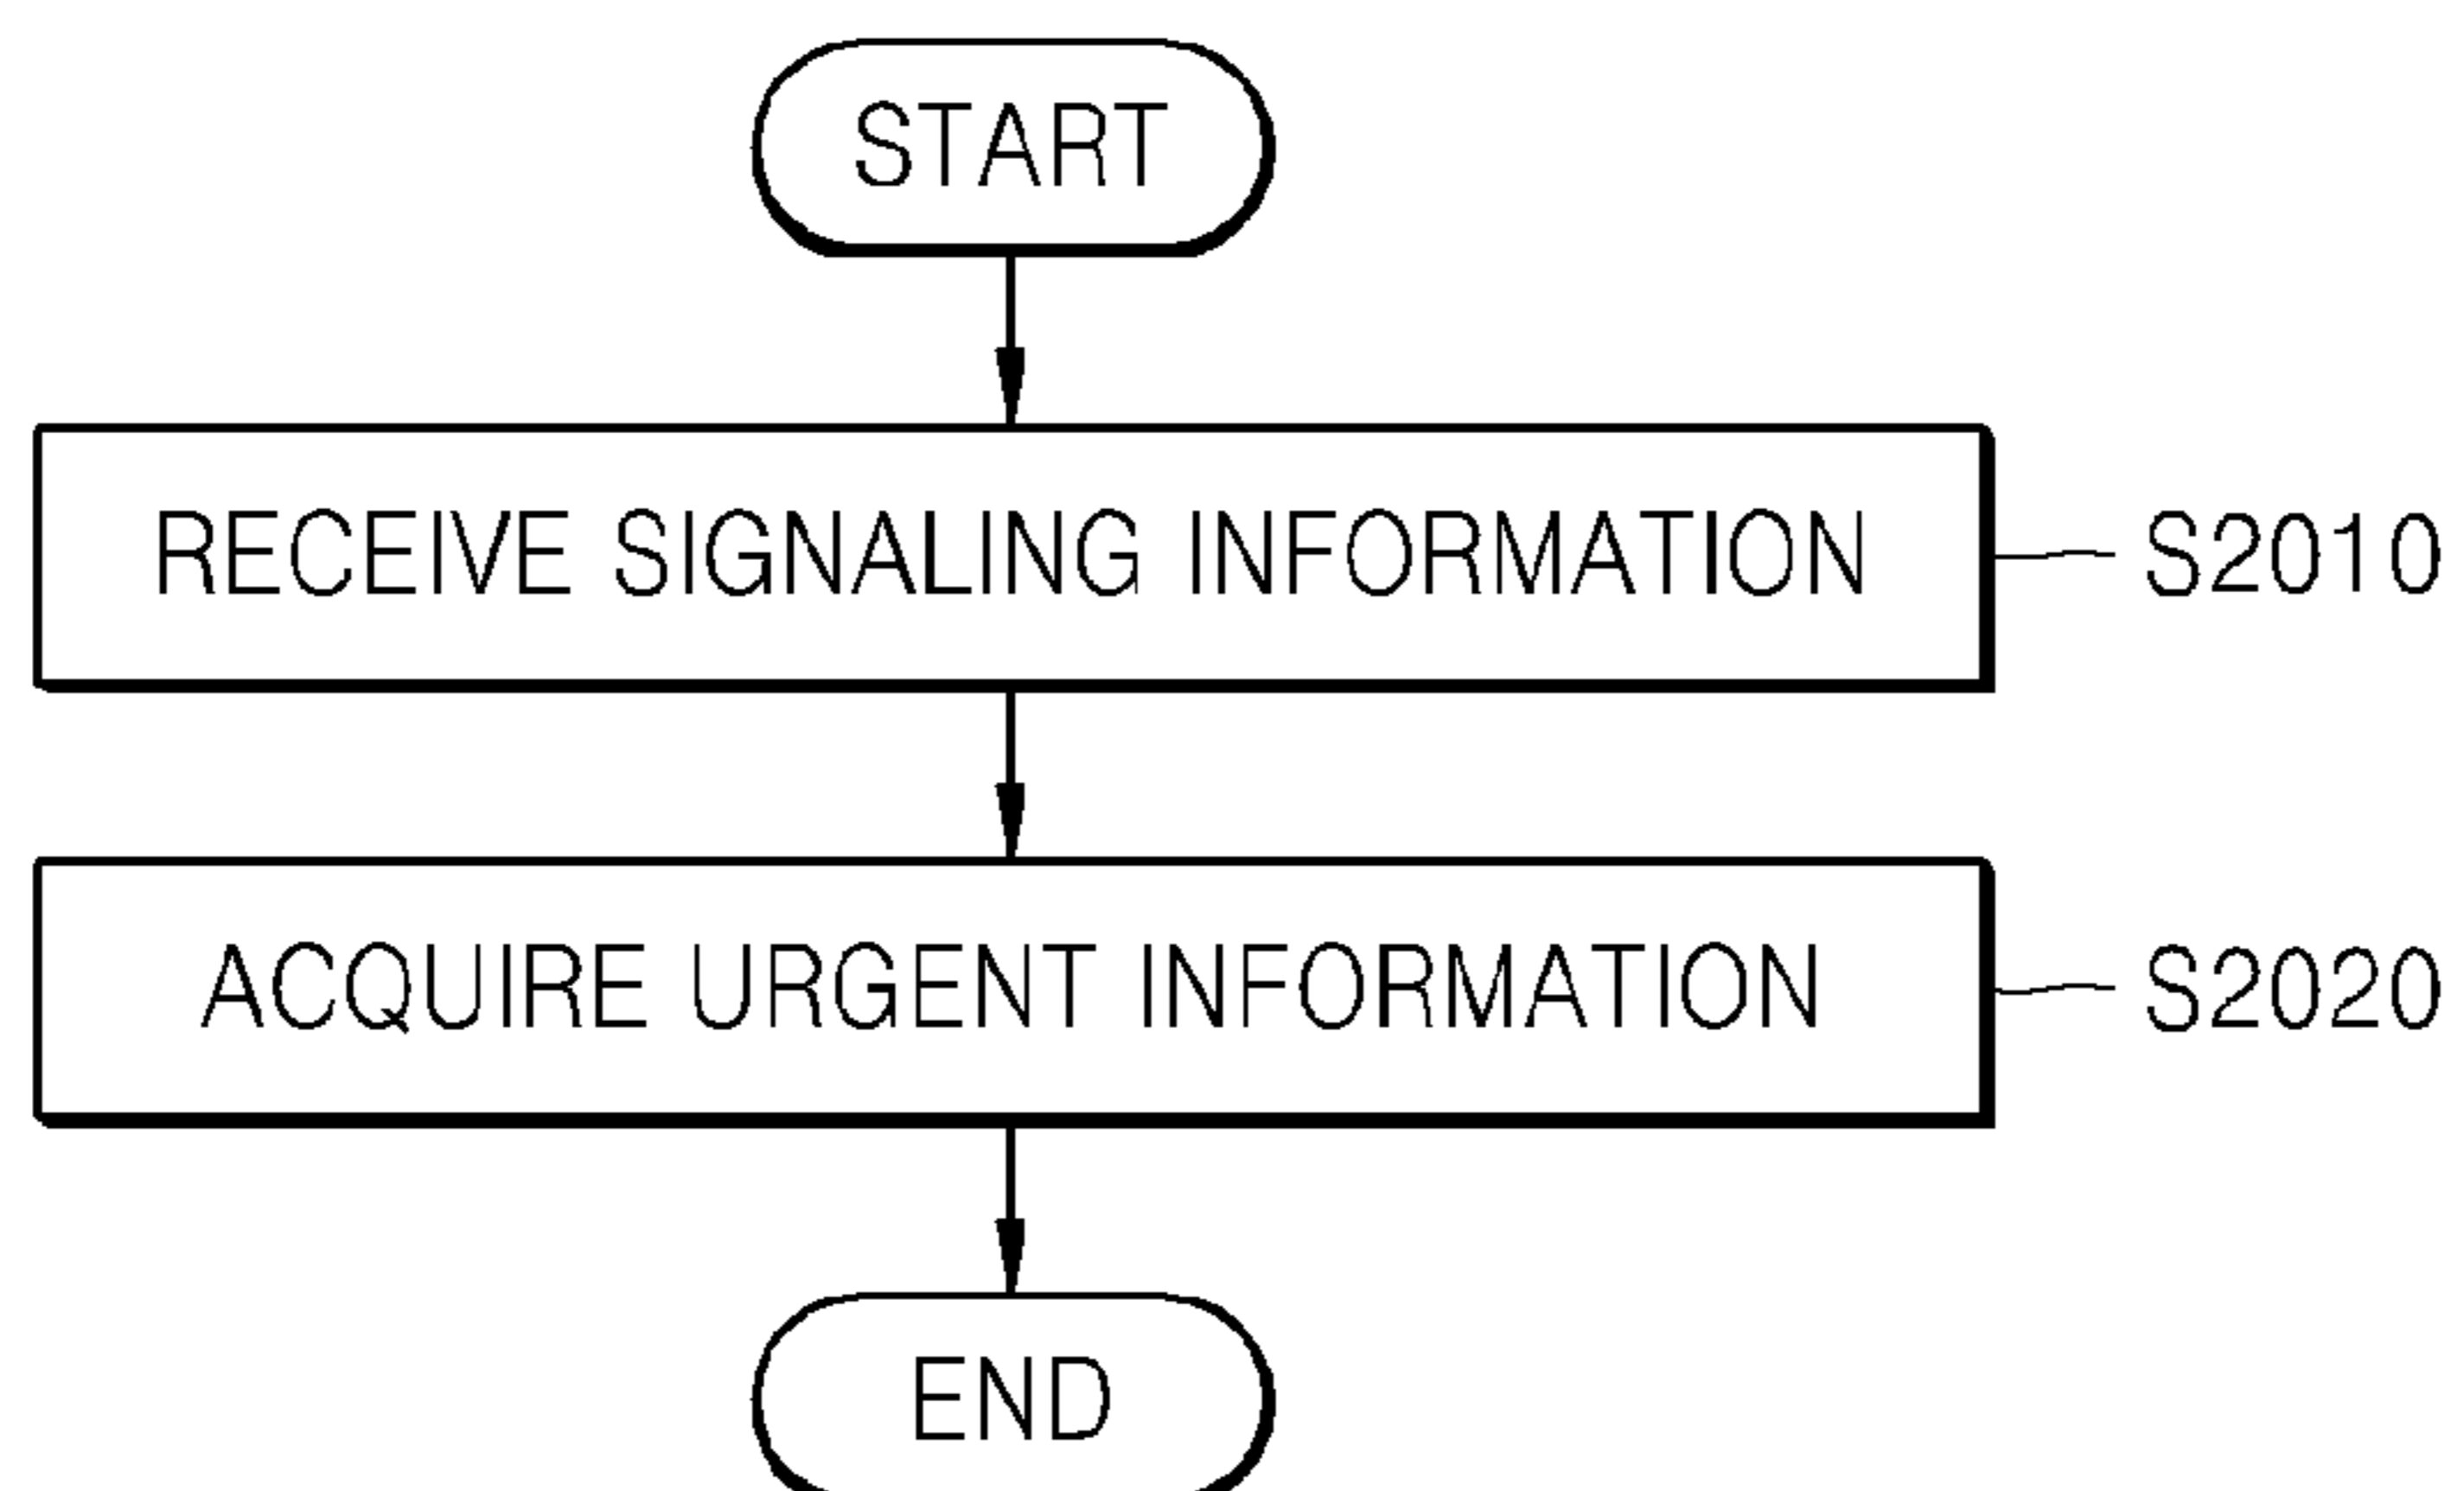 START
RECEIVE SIGNALING INFORMATION
S2010
ACQUIRE URGENT INFORMATION
S2020
END